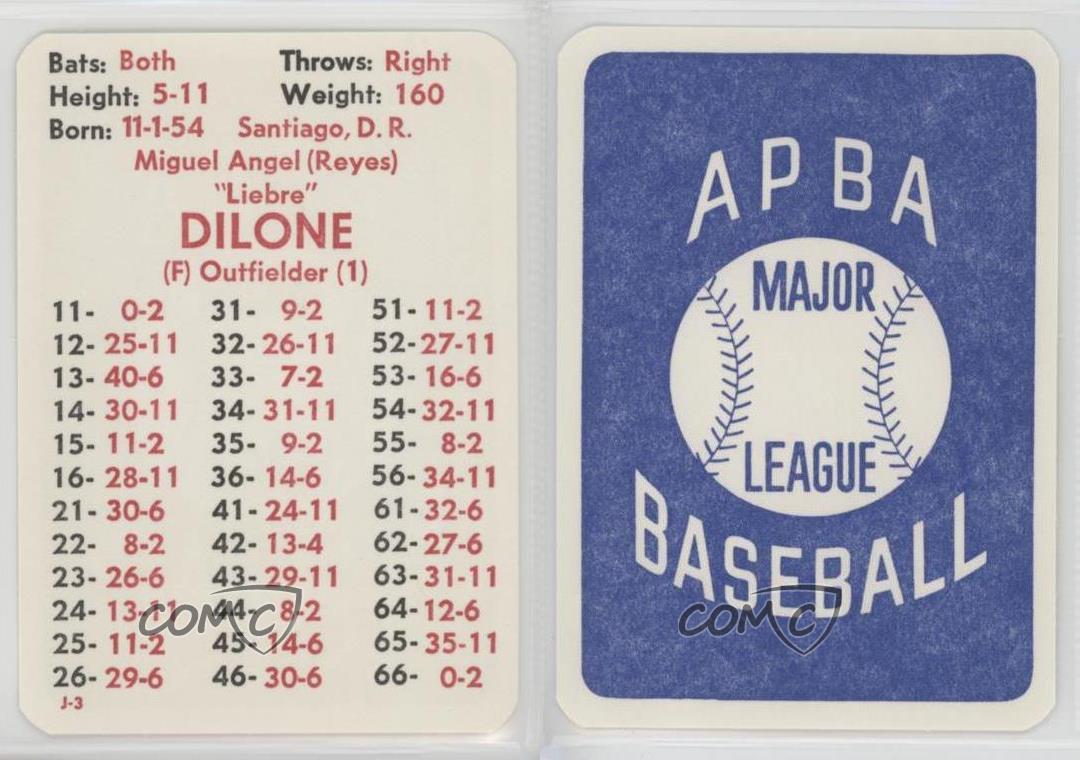 Bats: Both Throws: Right
Height: 5-11 Weight: 160
Born: 11-1-54 Santiago, D. R.
Miguel Angel (Reyes)
"Liebre"
DILONE
(F) Outfielder (1)
11- 0-2 31- 9-2 51- 11-2
12- 25-11 32- 26-11 52- 27-11
13- 40-6 33- 7-2 53- 16-6
14- 30-11 34- 31-11 54- 32-11
15- 11-2 35- 9-2 55- 8-2
16- 28-11 36- 14-6 56- 34-11
21- 30-6 41- 24-11 61- 32-6
22- 8-2 42- 13-4 62- 27-6
23- 26-6 43- 29-11 63- 31-11
24- 13-11 44- 8-2 64- 12-6
25- 11-2 45- 14-6 65- 35-11
26- 29-6 46- 30-6 66- 0-2
J-3
COMC
APBA
MAJOR
LEAGUE
BASEBALL
COMC